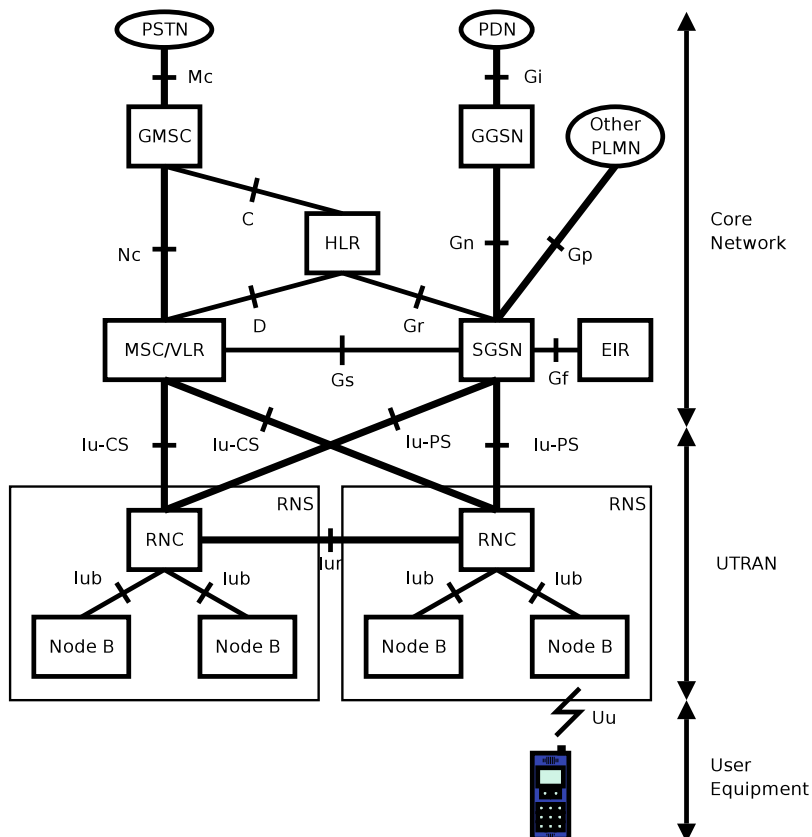 PSTN
PDN
Mc
Gi
GMSC
GGSN
Other
PLMN
C
HLR
Nc
Gn
Gp
Core
Network
D
Gr
MSC/VLR
SGSN
EIR
Gs
Gf
Iu-CS
Iu-CS
Iu-PS
Iu-PS
RNS
RNS
RNC
RNC
Iur
Iub
Iub
Iub
Iub
UTRAN
Node B
Node B
Node B
Node B
Uu
User
Equipment